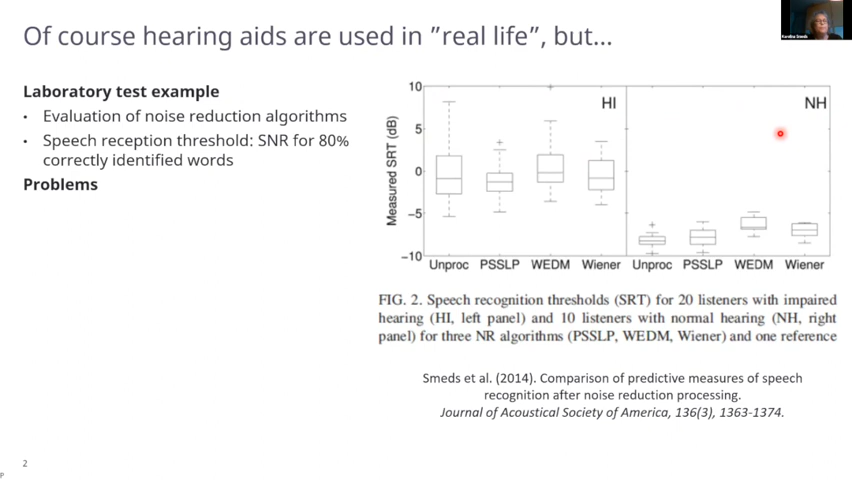 Of course hearing aids are used in ”real life”, but...
Laboratory test example
• Evaluation of noise reduction algorithms
• Speech reception threshold: SNR for 80%
correctly identified words
Problems
Measured SRT (dB)
10
5
0
−5
−10
HI
NH
Unproc PSSLP WEDM Wiener Unproc PSSLP WEDM Wiener
FIG. 2. Speech recognition thresholds (SRT) for 20 listeners with impaired
hearing (HI, left panel) and 10 listeners with normal hearing (NH, right
panel) for three NR algorithms (PSSLP, WEDM, Wiener) and one reference
Smeds et al. (2014). Comparison of predictive measures of speech
recognition after noise reduction processing.
Journal of Acoustical Society of America, 136(3), 1363-1374.
2
P